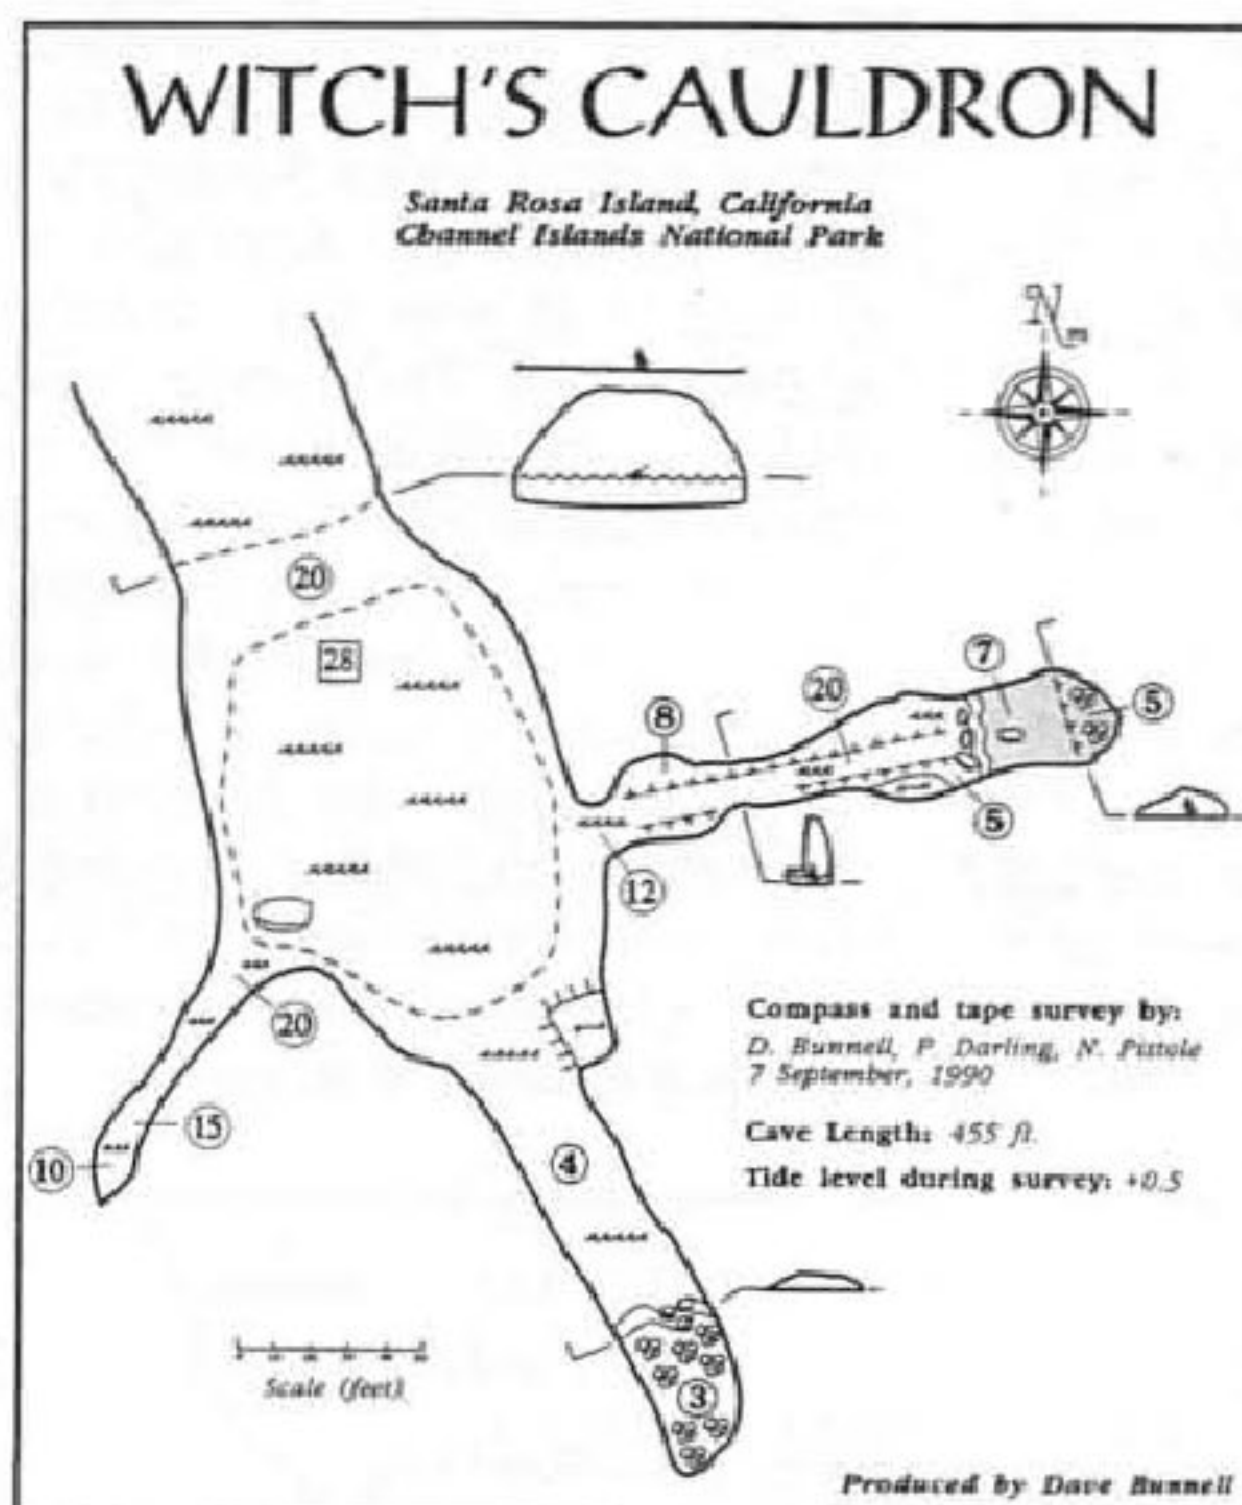 WITCH'S CAULDRON
Santa Rosa Island, California
Channel Islands National Park
N
m
20
28
8
20
7
5
5
12
20
15
10
4
3
Compass and tape survey by:
D. Bunnell, P. Darling, N. Pistole
7 September, 1990
Cave Length: 455 ft.
Tide level during survey: +0.5
Scale (feet)
Produced by Dave Bunnell